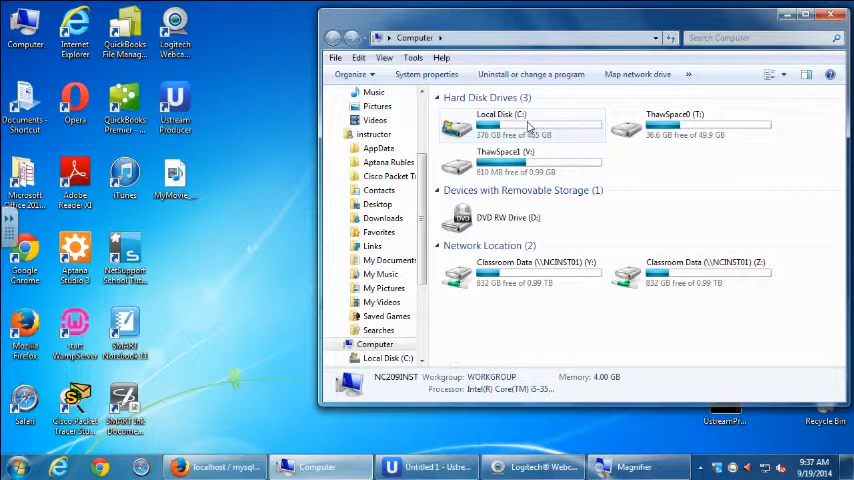 Computer
Internet Explorer
QuickBooks File Manag...
Logitech Webca...
Documents - Shortcut
Opera
QuickBooks Premier - ...
Ustream Producer
Microsoft Office 201...
Adobe Reader XI
iTunes
MyMovie_...
Google Chrome
Aptana Studio 3
NetSupport School Tut...
Mozilla Firefox
start WampServer
SMART Notebook 11
Safari
Cisco Packet Tracer Stu...
SMART Ink Docume...
Computer
Search Computer
File Edit View Tools Help
Organize System properties Uninstall or change a program Map network drive
Music
Pictures
Videos
instructor
AppData
Aptana Rubles
Cisco Packet Tr
Contacts
Desktop
Downloads
Favorites
Links
My Documents
My Music
My Pictures
My Videos
Saved Games
Searches
Computer
Local Disk (C:)
Hard Disk Drives (3)
Local Disk (C:)
376 GB free of 465 GB
ThawSpace0 (T:)
36.6 GB free of 49.9 GB
ThawSpace1 (V:)
610 MB free of 0.99 GB
Devices with Removable Storage (1)
DVD
DVD RW Drive (D:)
Network Location (2)
Classroom Data (\\NCINST01) (Y:)
832 GB free of 0.99 TB
Classroom Data (\\NCINST01) (Z:)
832 GB free of 0.99 TB
NC209INST Workgroup: WORKGROUP Memory: 4.00 GB
Processor: Intel(R) Core(TM) i5-35...
UstreamPr...
Recycle Bin
localhost / mysql...
Computer
Untitled 1 - Ustre...
Logitech® Webc...
Magnifier
9:37 AM
9/19/2014